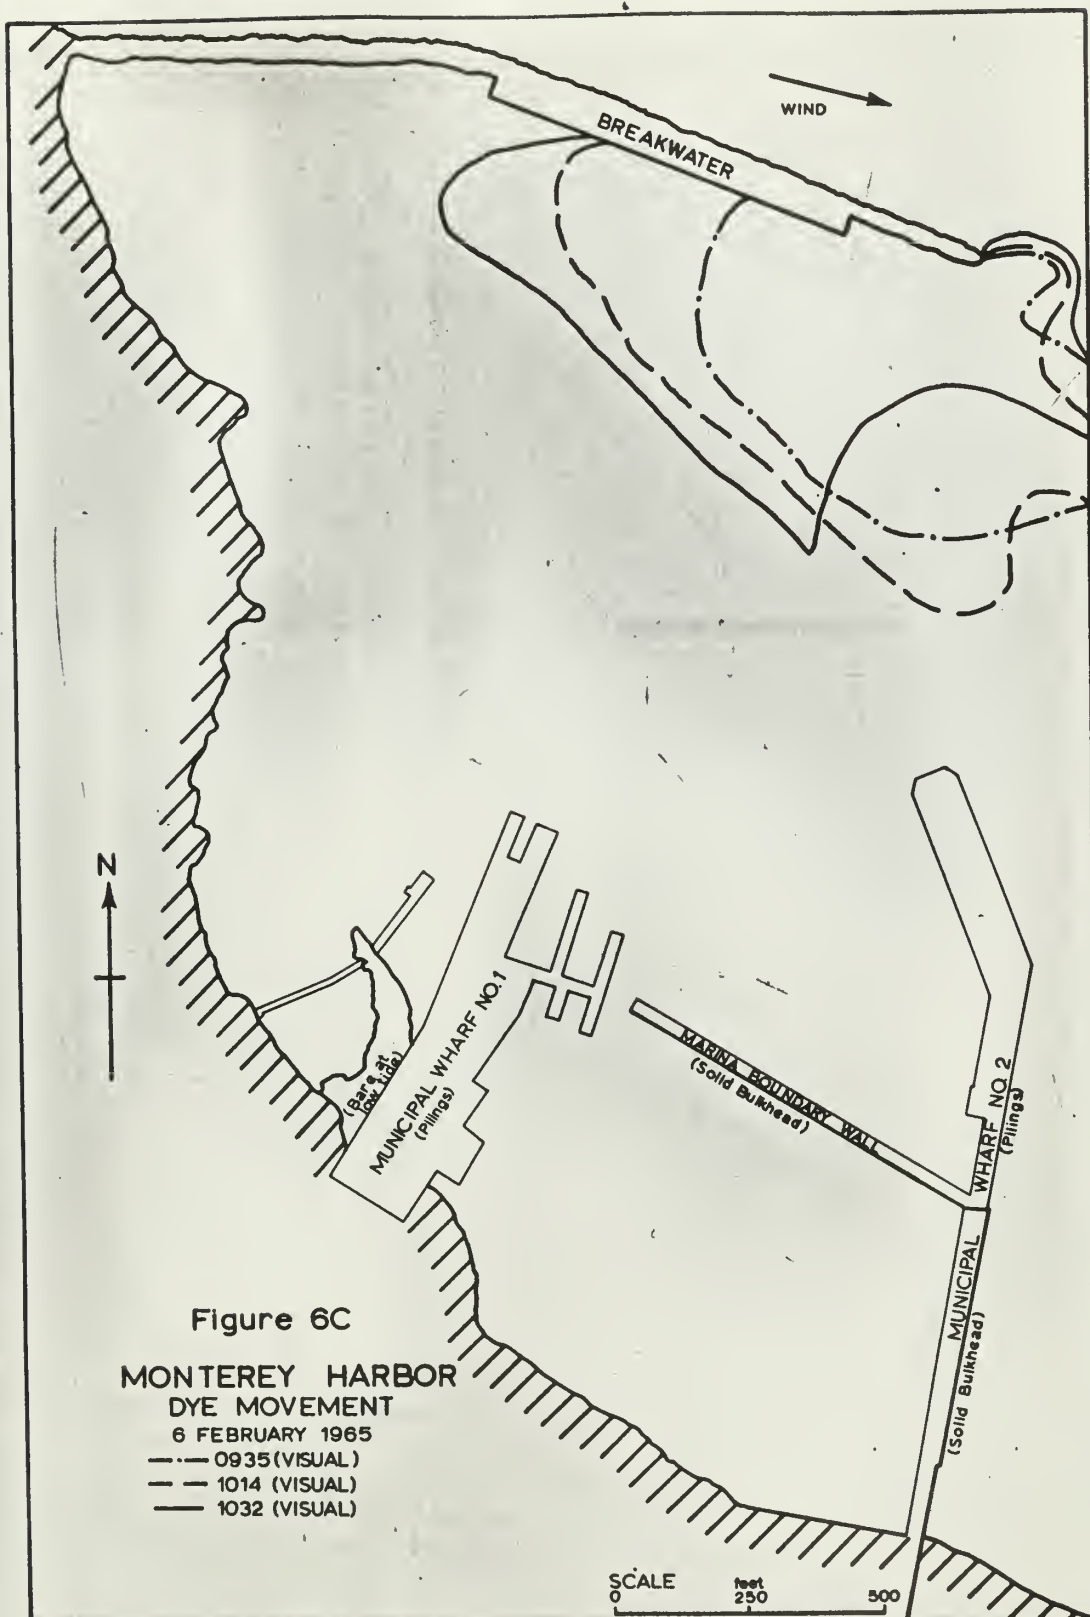 WIND
BREAKWATER
N
(Bare at
low tide)
MUNICIPAL WHARF NO.1
(Pilings)
MARINA BOUNDARY WALL
(Solid Bulkhead)
MUNICIPAL WHARF NO. 2
(Pilings)
(Solid Bulkhead)
Figure 6C
MONTEREY HARBOR
DYE MOVEMENT
6 FEBRUARY 1965
0935 (VISUAL)
1014 (VISUAL)
1032 (VISUAL)
SCALE feet
0 250 500